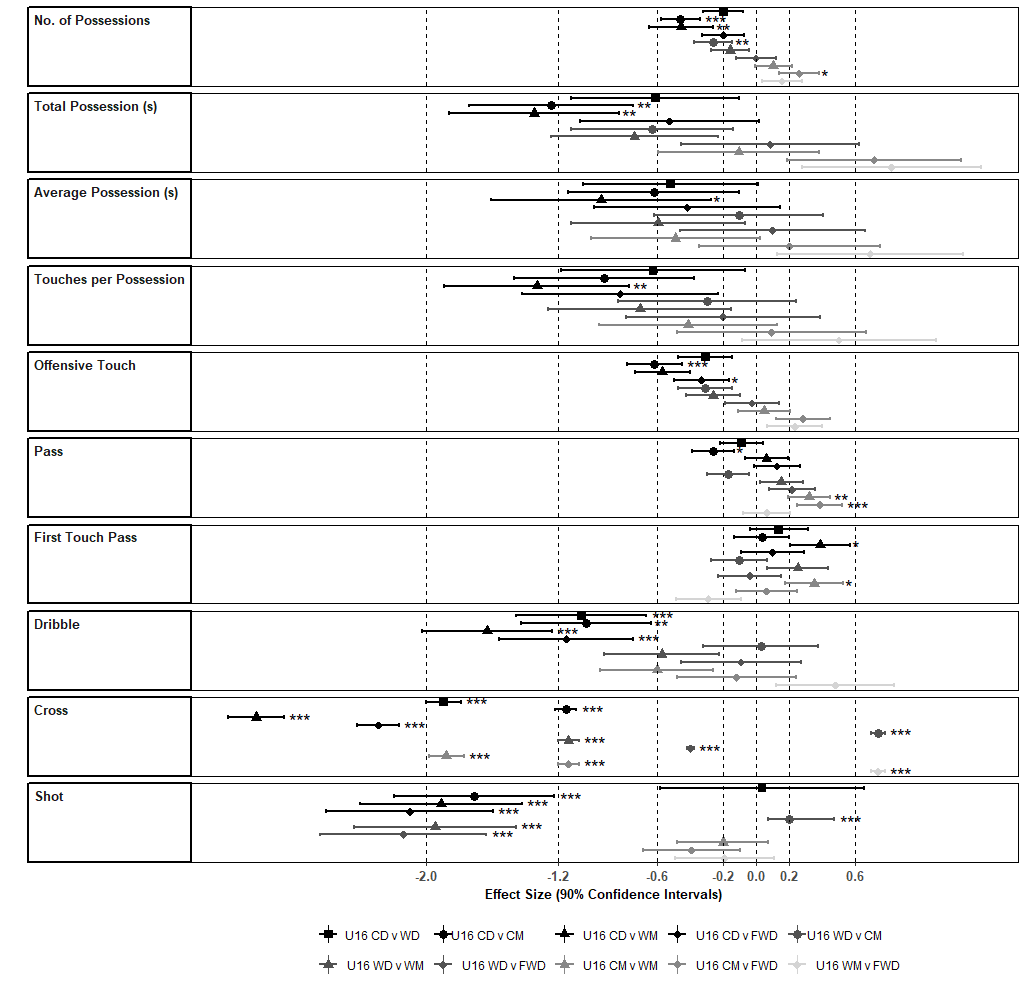 No. of Possessions
***
**
**
*
Total Possession (s)
**
**
Average Possession (s)
*
Touches per Possession
**
Offensive Touch
***
*
Pass
*
**
***
First Touch Pass
*
*
Dribble
***
**
***
***
Cross
***
***
***
***
***
***
***
***
***
***
Shot
***
***
***
***
***
***
-2.0 -1.2 -0.6 -0.2 0.0 0.2 0.6
Effect Size (90% Confidence Intervals)
U16 CD v WD U16 CD v CM U16 CD v WM U16 CD v FWD U16 WD v CM
U16 WD v WM U16 WD v FWD U16 CM v WM U16 CM v FWD U16 WM v FWD